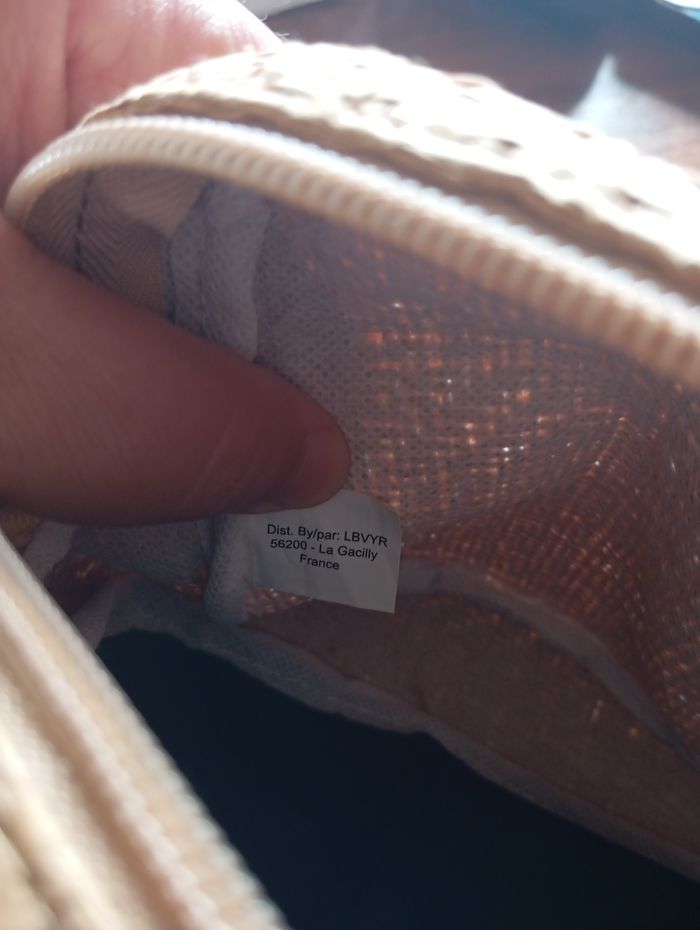 Dist. By/par: LBVYR
56200 - La Gacilly
France